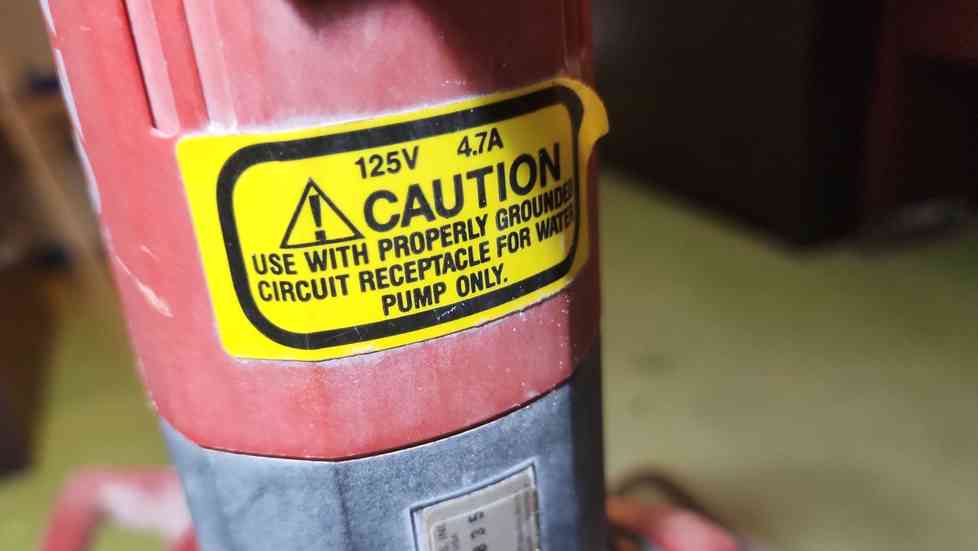 125V 4.7A
CAUTION
USE WITH PROPERLY GROUNDED
CIRCUIT RECEPTACLE FOR WATER
PUMP ONLY.